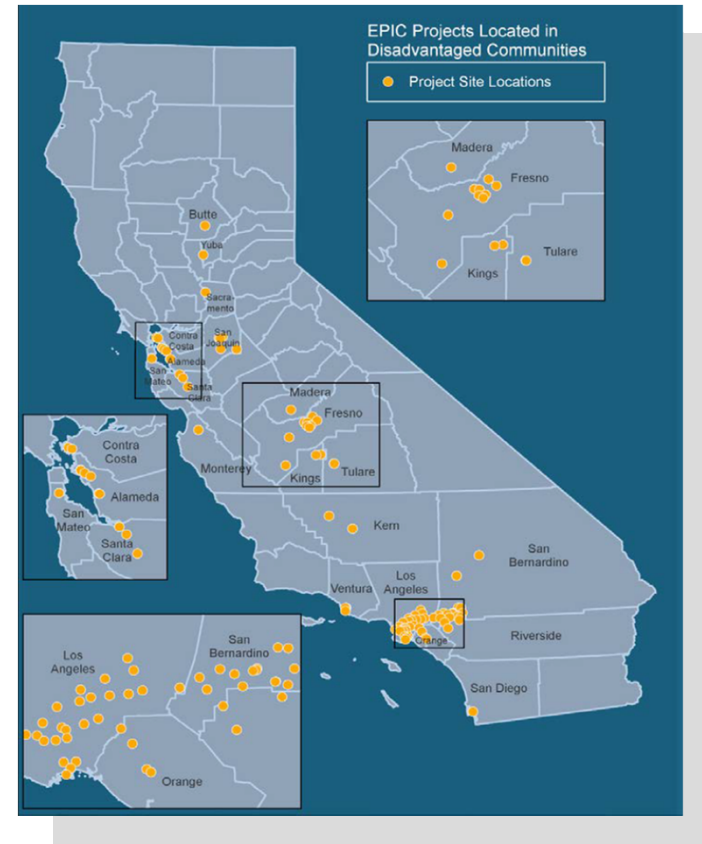 EPIC Projects Located in
Disadvantaged Communities
Project Site Locations
Madera
Fresno
Tulare
Kings
Butte
Yuba
Sacra-
mento
San
Joaquin
Contra
Costa
Alameda
San
Mateo
Santa
Clara
Madera
Fresno
Monterey
Kings
Tulare
Contra
Costa
Alameda
San
Mateo
Santa
Clara
Kern
San
Bernardino
Los
Angeles
Ventura
Orange
Riverside
San Diego
Los
Angeles
San
Bernardino
Orange